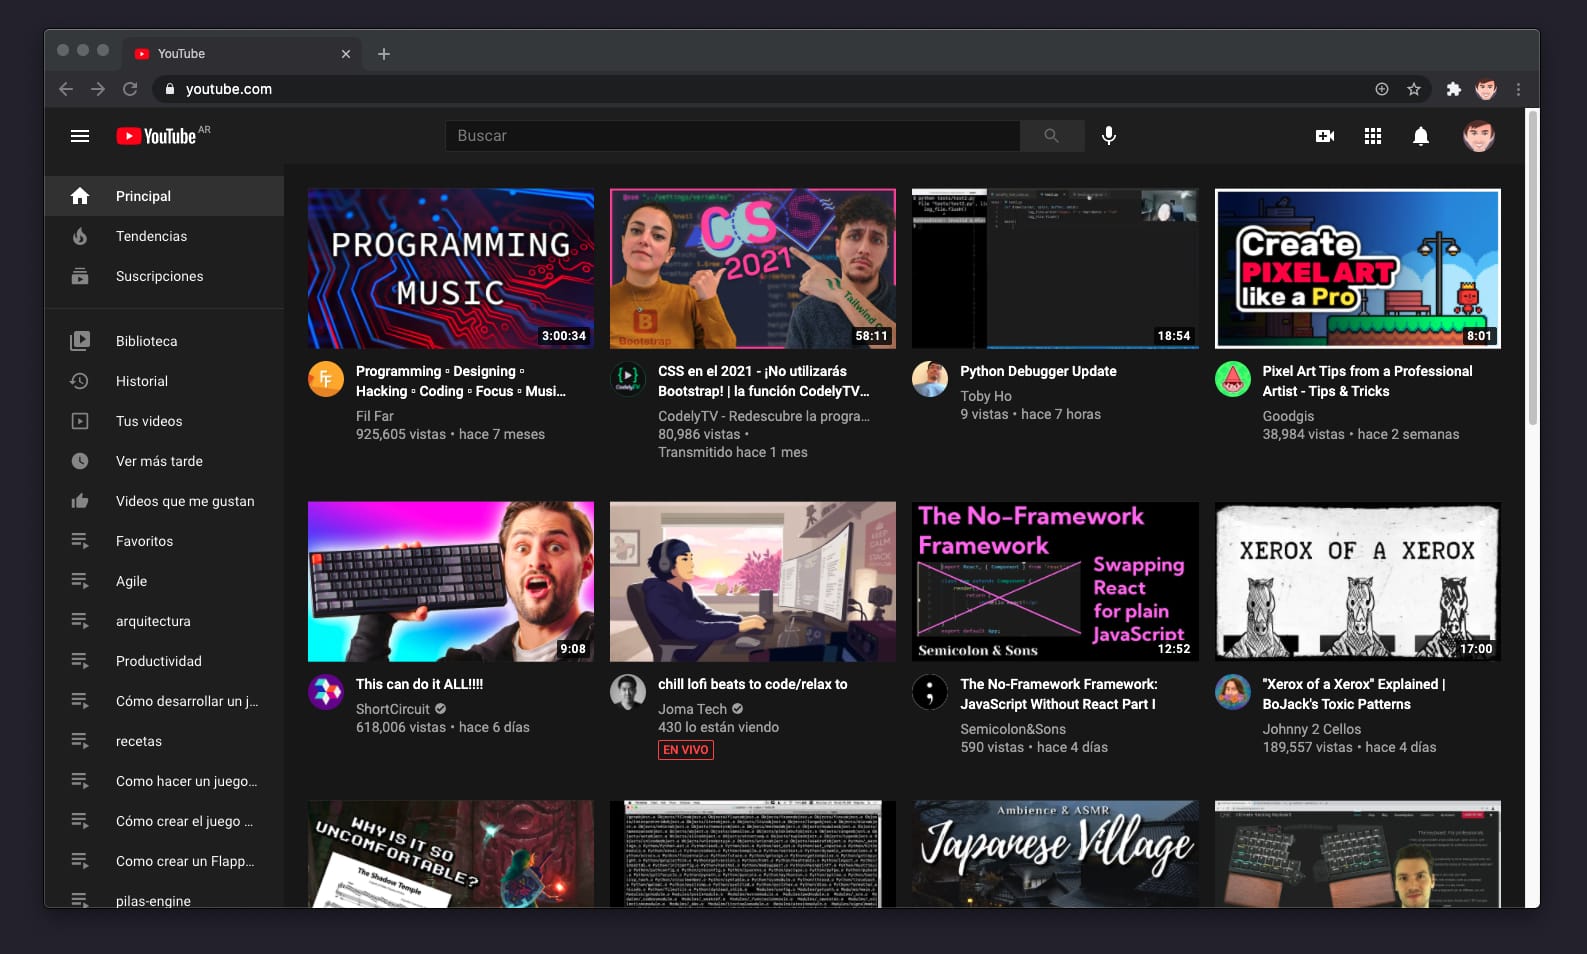 YouTube
youtube.com
YouTube AR
Buscar
Principal
Tendencias
Suscripciones
Biblioteca
Historial
Tus videos
Ver más tarde
Videos que me gustan
Favoritos
Agile
arquitectura
Productividad
Cómo desarrollar un j...
recetas
Como hacer un juego...
Cómo crear el juego ...
Como crear un Flapp...
pilas-engine
PROGRAMMING
MUSIC
3:00:34
Programming ▫ Designing ▫
Hacking ▫ Coding ▫ Focus ▫ Musi...
Fil Far
925,605 vistas • hace 7 meses
CSS
2021
Bootstrap
58:11
CSS en el 2021 - ¡No utilizarás
Bootstrap! | la función CodelyTV...
CodelyTV - Redescubre la progra...
80,986 vistas •
Transmitido hace 1 mes
18:54
Python Debugger Update
Toby Ho
9 vistas • hace 7 horas
Create
PIXEL ART
like a Pro
8:01
Pixel Art Tips from a Professional
Artist - Tips & Tricks
Goodgis
38,984 vistas • hace 2 semanas
9:08
This can do it ALL!!!!
ShortCircuit
618,006 vistas • hace 6 días
chill lofi beats to code/relax to
Joma Tech
430 lo están viendo
EN VIVO
The No-Framework
Framework
Swapping
React
for plain
JavaScript
Semicolon & Sons
12:52
The No-Framework Framework:
JavaScript Without React Part I
Semicolon&Sons
590 vistas • hace 4 días
XEROX OF A XEROX
17:00
"Xerox of a Xerox" Explained |
BoJack's Toxic Patterns
Johnny 2 Cellos
189,557 vistas • hace 4 días
WHY IS IT SO
UNCOMFORTABLE?
The Shadow Temple
Ambience & ASMR
Japanese Village